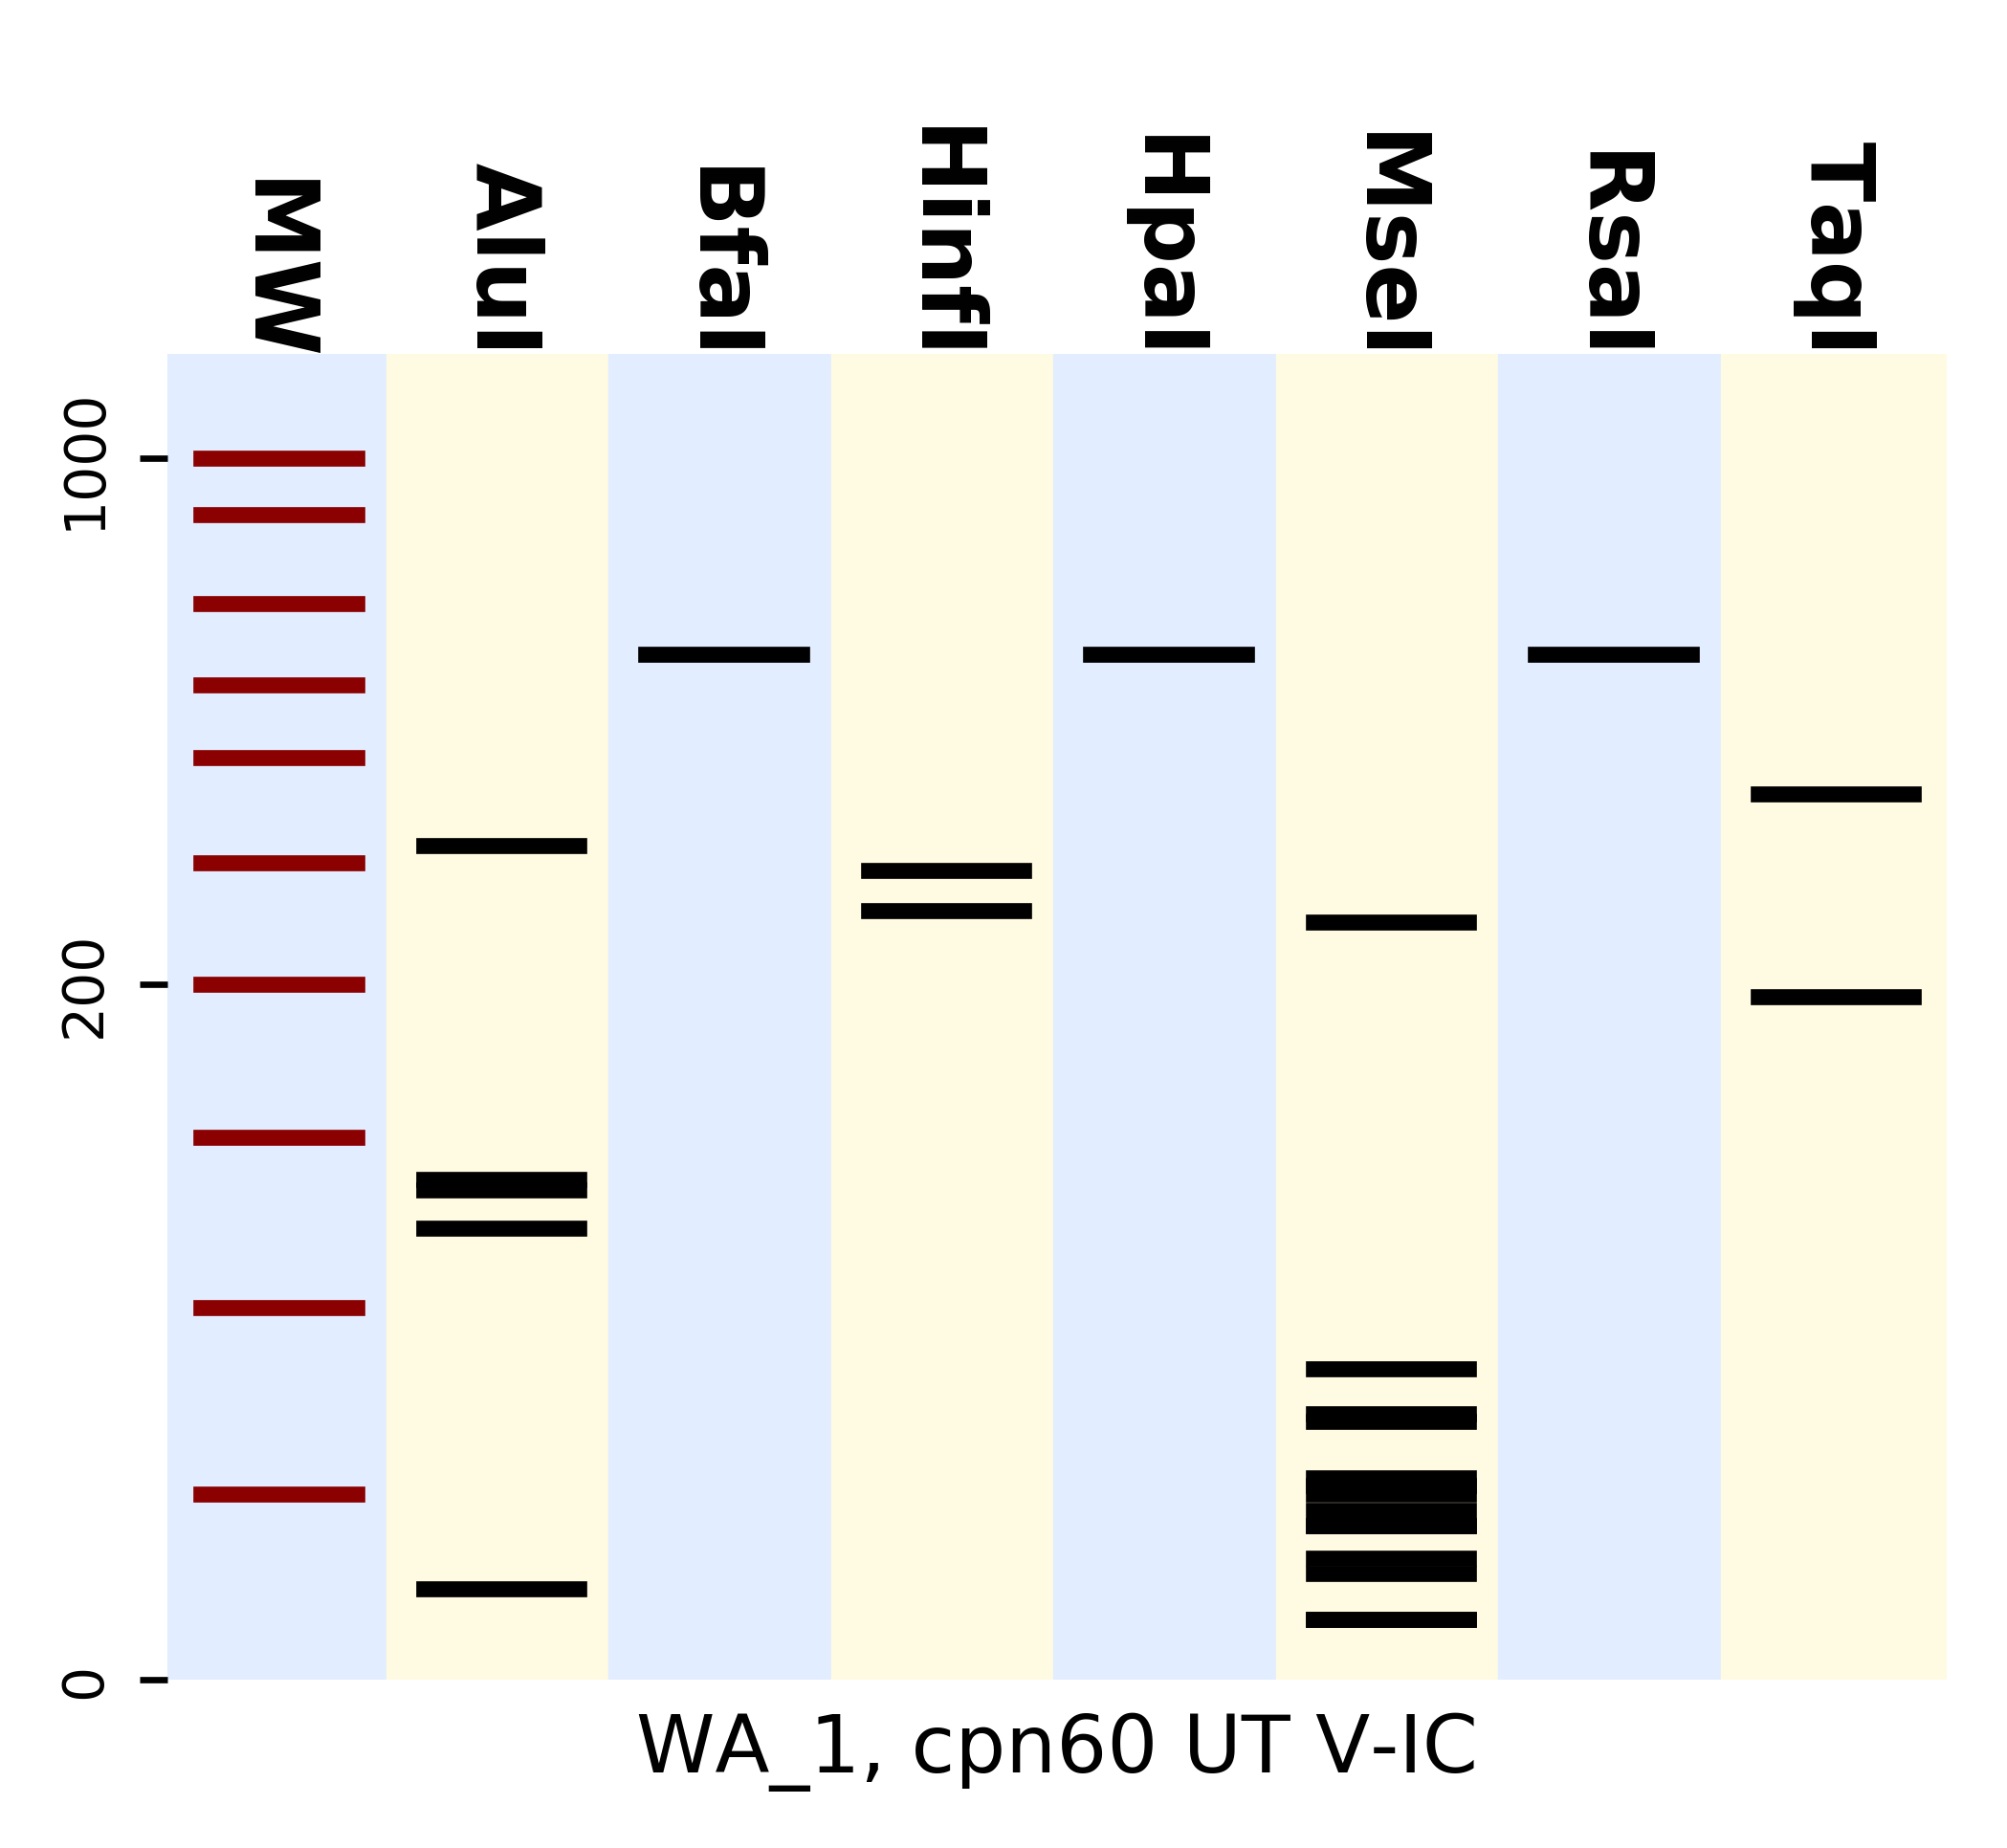 MW
AluI
BfaI
HinfI
HpaI
MseI
RsaI
TaqI
1000
200
0
WA_1, cpn60 UT V-IC